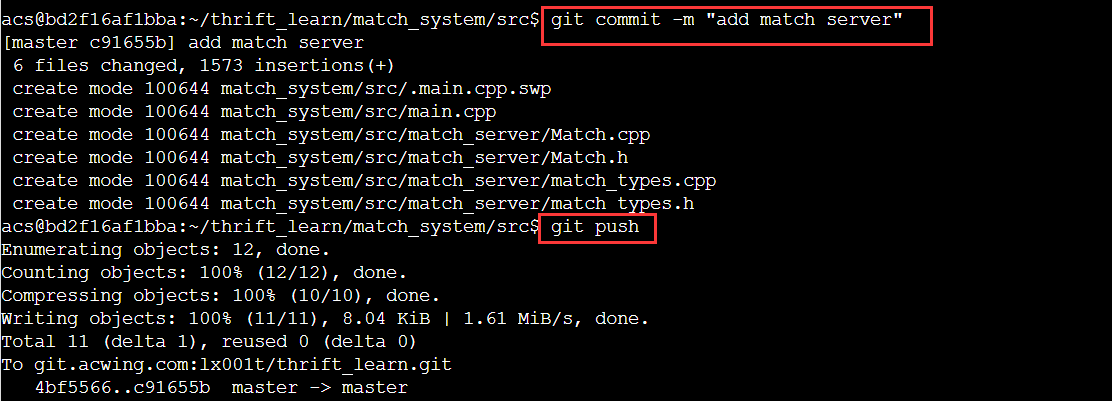 acs@bd2f16af1bba:~/thrift_learn/match_system/src$ git commit -m "add match server"
[master c91655b] add match server
 6 files changed, 1573 insertions(+)
 create mode 100644 match_system/src/.main.cpp.swp
 create mode 100644 match_system/src/main.cpp
 create mode 100644 match_system/src/match_server/Match.cpp
 create mode 100644 match_system/src/match_server/Match.h
 create mode 100644 match_system/src/match_server/match_types.cpp
 create mode 100644 match_system/src/match_server/match_types.h
acs@bd2f16af1bba:~/thrift_learn/match_system/src$ git push
Enumerating objects: 12, done.
Counting objects: 100% (12/12), done.
Compressing objects: 100% (10/10), done.
Writing objects: 100% (11/11), 8.04 KiB | 1.61 MiB/s, done.
Total 11 (delta 1), reused 0 (delta 0)
To git.acwing.com:lx001t/thrift_learn.git
   4bf5566..c91655b  master -> master